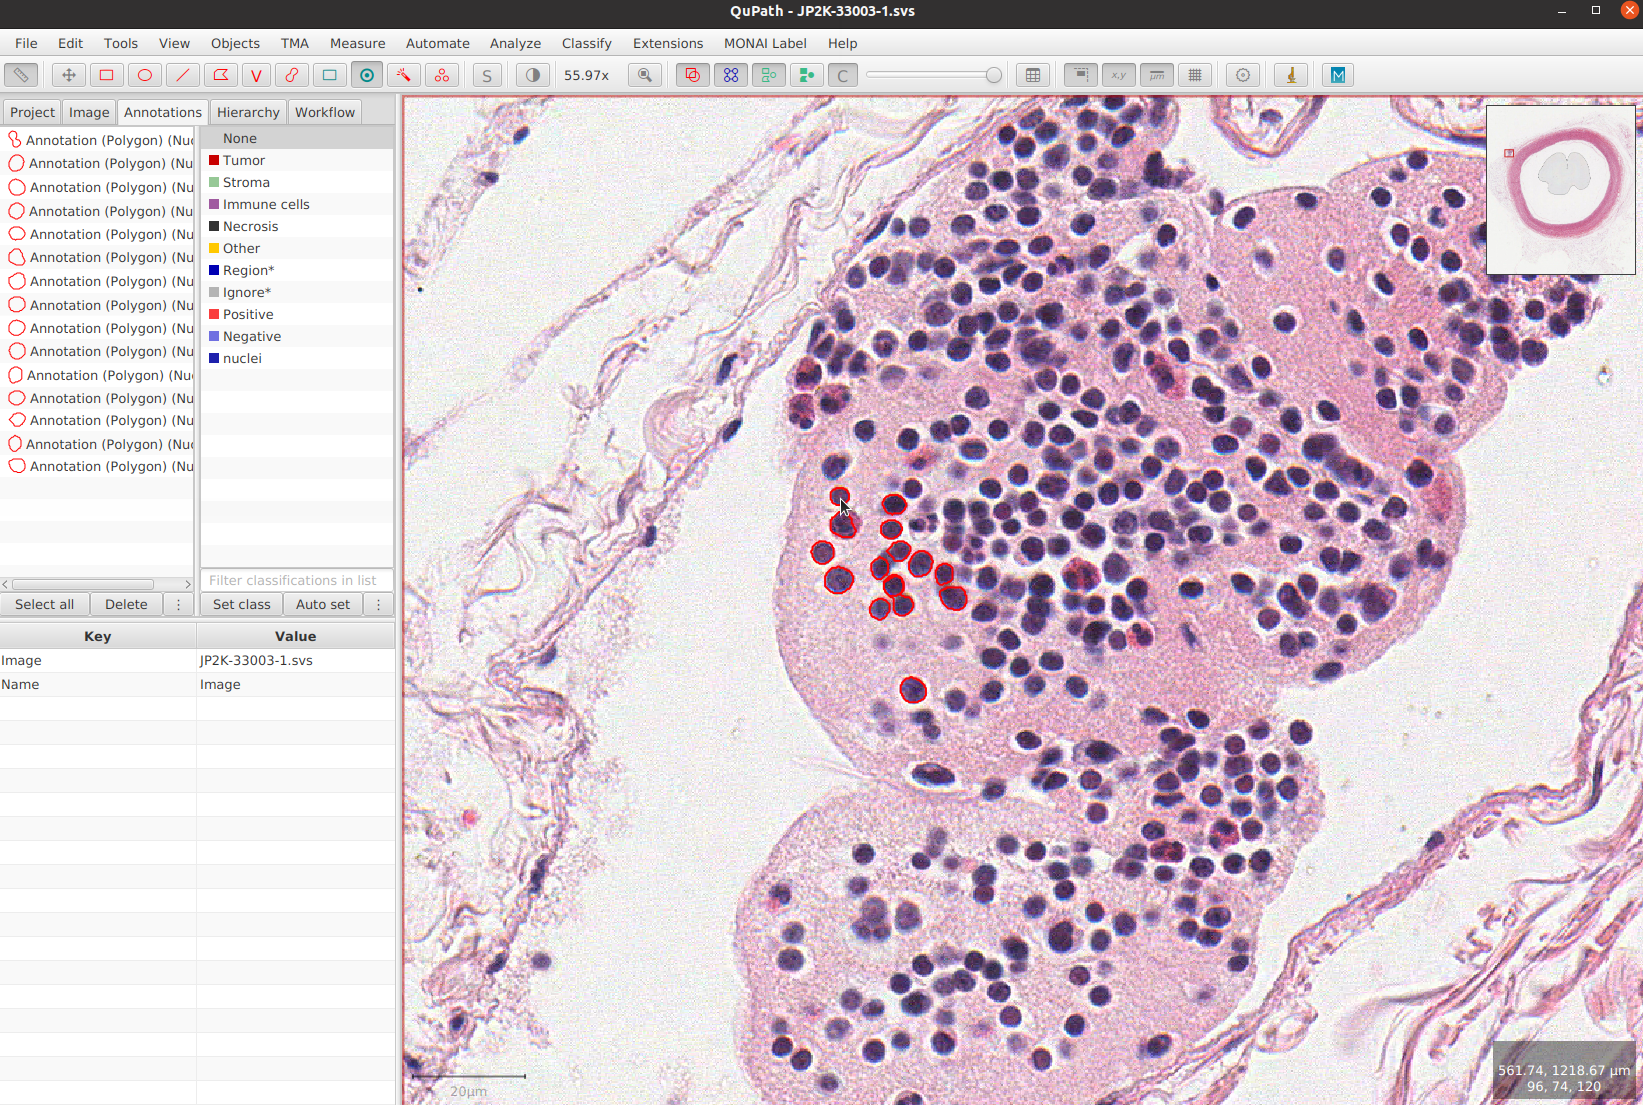 QuPath - JP2K-33003-1.svs
File Edit Tools View Objects TMA Measure Automate Analyze Classify Extensions MONAI Label Help
V S 55.97x C x,y µm M
Project Image Annotations Hierarchy Workflow
Annotation (Polygon) (Nuc
Annotation (Polygon) (Nu
Annotation (Polygon) (Nu
Annotation (Polygon) (Nu
Annotation (Polygon) (Nu
Annotation (Polygon) (Nu
Annotation (Polygon) (Nu
Annotation (Polygon) (Nu
Annotation (Polygon) (Nu
Annotation (Polygon) (Nu
Annotation (Polygon) (Nu
Annotation (Polygon) (Nu
Annotation (Polygon) (Nu
Annotation (Polygon) (Nuc
Annotation (Polygon) (Nu
None
Tumor
Stroma
Immune cells
Necrosis
Other
Region*
Ignore*
Positive
Negative
nuclei
Filter classifications in list
Select all Delete ⋮ Set class Auto set ⋮
Key Value
Image JP2K-33003-1.svs
Name Image
20µm
561.74, 1218.67 µm
96, 74, 120